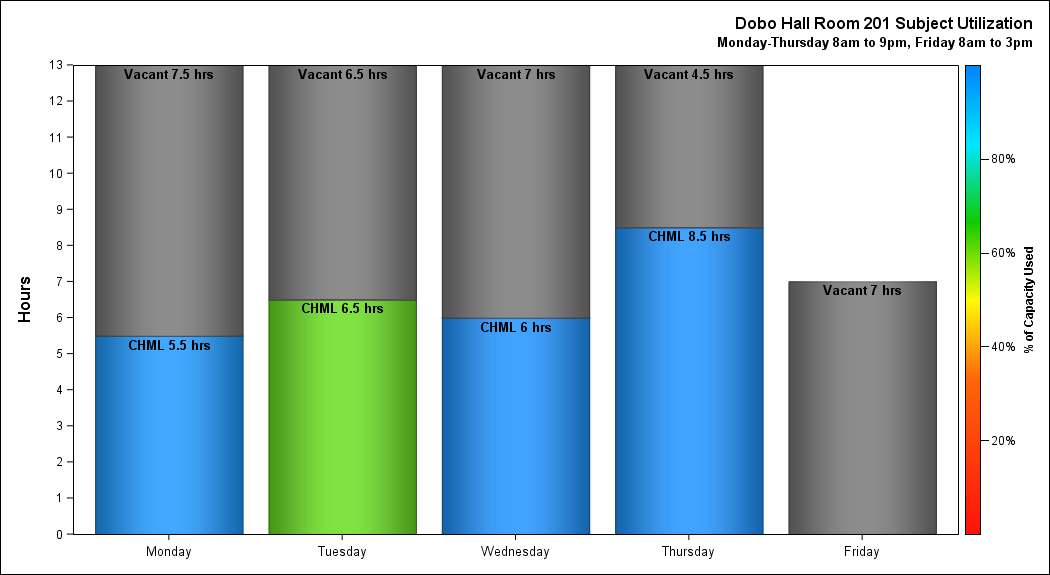 Dobo Hall Room 201 Subject Utilization
Monday-Thursday 8am to 9pm, Friday 8am to 3pm
Hours
13
12
11
10
9
8
7
6
5
4
3
2
1
0
Vacant 7.5 hrs
Vacant 6.5 hrs
Vacant 7 hrs
Vacant 4.5 hrs
CHML 8.5 hrs
Vacant 7 hrs
CHML 6.5 hrs
CHML 6 hrs
CHML 5.5 hrs
Monday
Tuesday
Wednesday
Thursday
Friday
80%
60%
40%
20%
% of Capacity Used